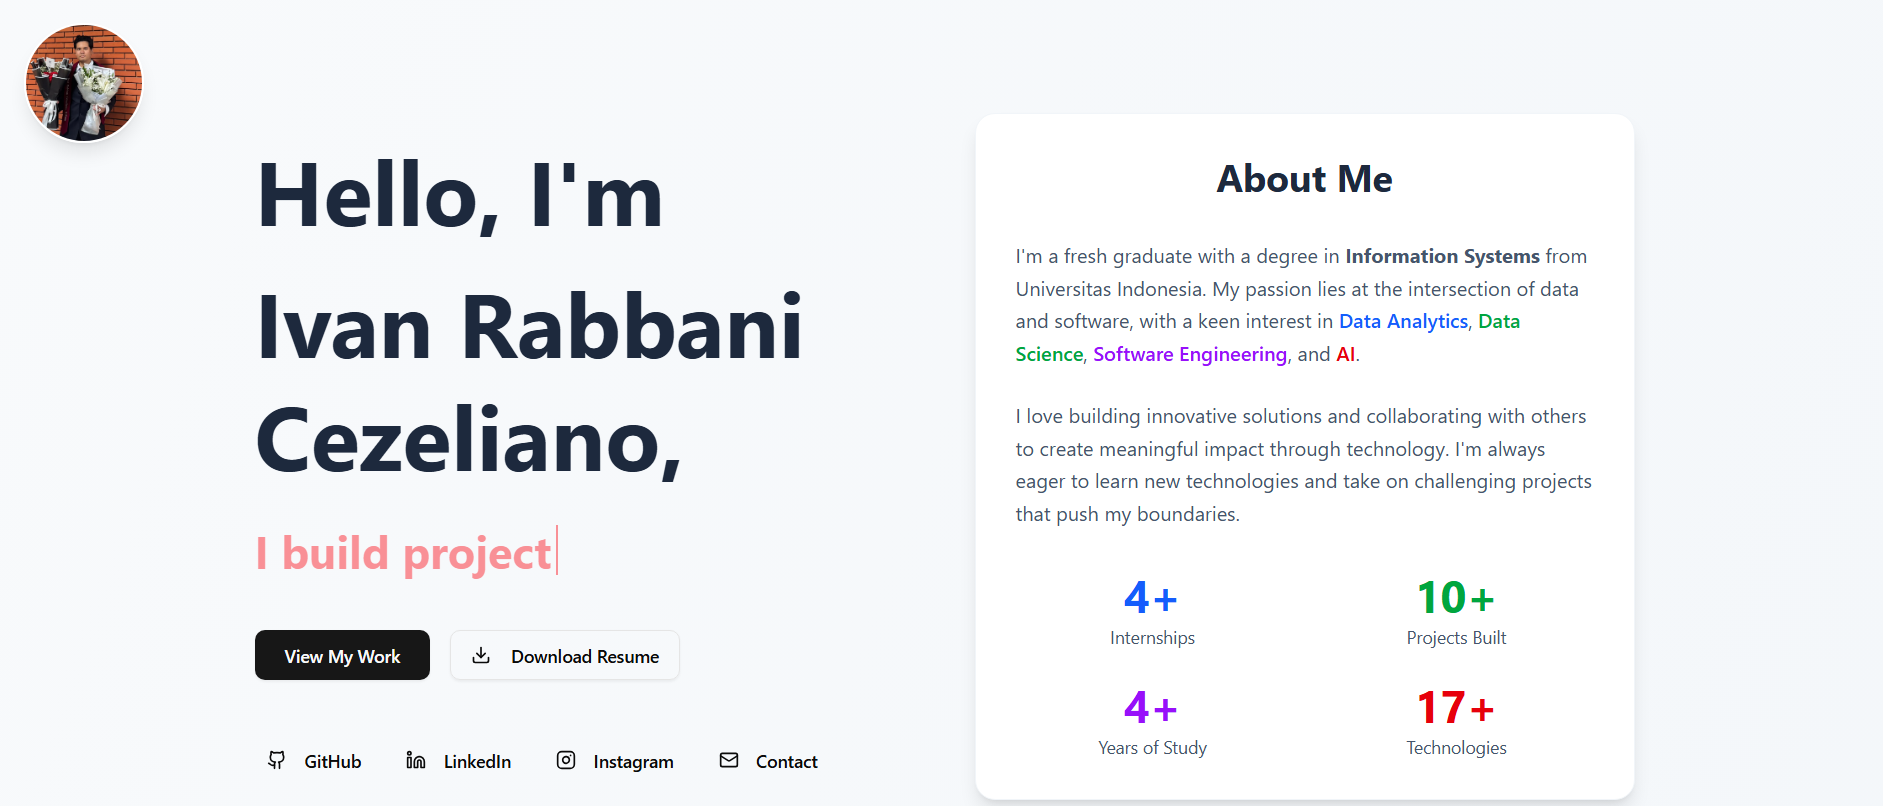 Hello, I'm
Ivan Rabbani
Cezeliano,
I build project
View My Work
Download Resume
GitHub
LinkedIn
Instagram
Contact
About Me
I'm a fresh graduate with a degree in Information Systems from
Universitas Indonesia. My passion lies at the intersection of data
and software, with a keen interest in Data Analytics, Data
Science, Software Engineering, and AI.
I love building innovative solutions and collaborating with others
to create meaningful impact through technology. I'm always
eager to learn new technologies and take on challenging projects
that push my boundaries.
4+
Internships
10+
Projects Built
4+
Years of Study
17+
Technologies